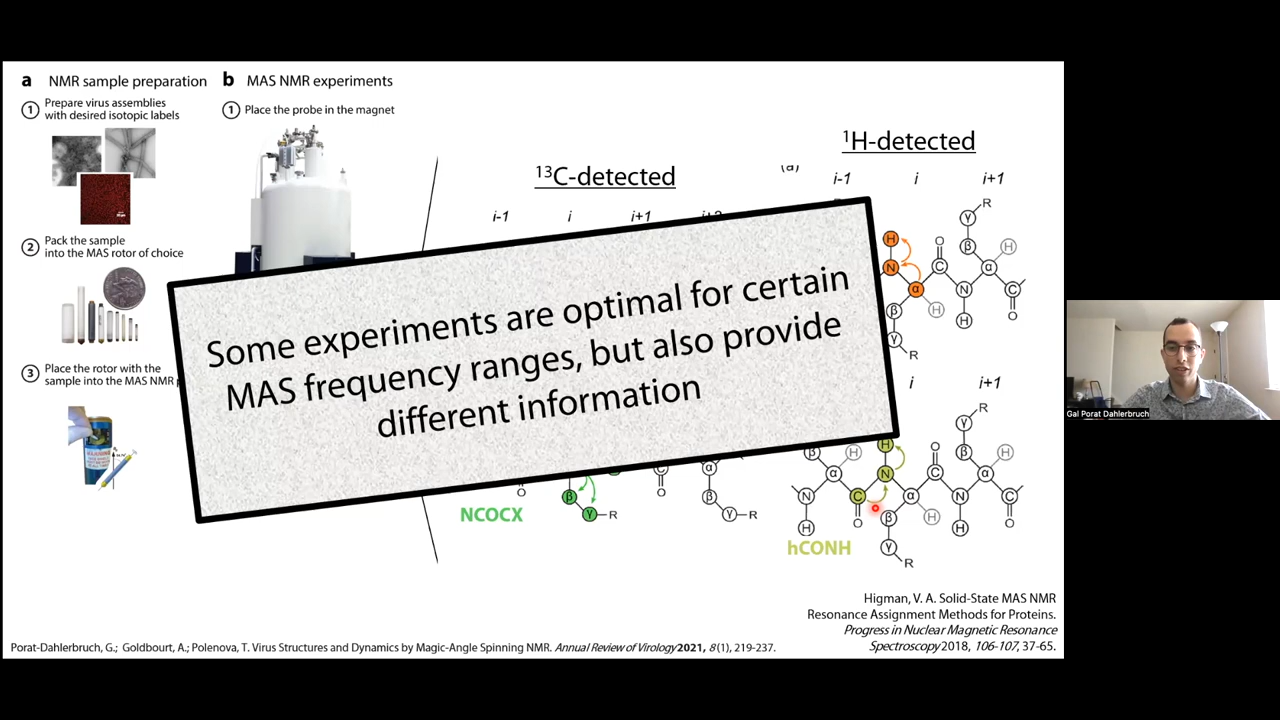 a NMR sample preparation
1 Prepare virus assemblies
with desired isotopic labels
2 Pack the sample
into the MAS rotor of choice
3 Place the rotor with the
sample into the MAS NMR
b MAS NMR experiments
1 Place the probe in the magnet
13C-detected
i-1 i i+1 i+2
1H-detected
(a)
i-1 i i+1
R
γ
H O β H
N C α
α N C
β H H O
γ R
Some experiments are optimal for certain
MAS frequency ranges, but also provide
different information
i i+1
R
γ
H
β H O β H
α N C α
N C α N C
H O β H H O
γ R
hCONH
C α
O O
β β
γ R γ R
NCOCX
Higman, V. A. Solid-State MAS NMR
Resonance Assignment Methods for Proteins.
Progress in Nuclear Magnetic Resonance
Spectroscopy 2018, 106-107, 37-65.
Porat-Dahlerbruch, G.; Goldbourt, A.; Polenova, T. Virus Structures and Dynamics by Magic-Angle Spinning NMR. Annual Review of Virology 2021, 8 (1), 219-237.
Gal Porat Dahlerbruch